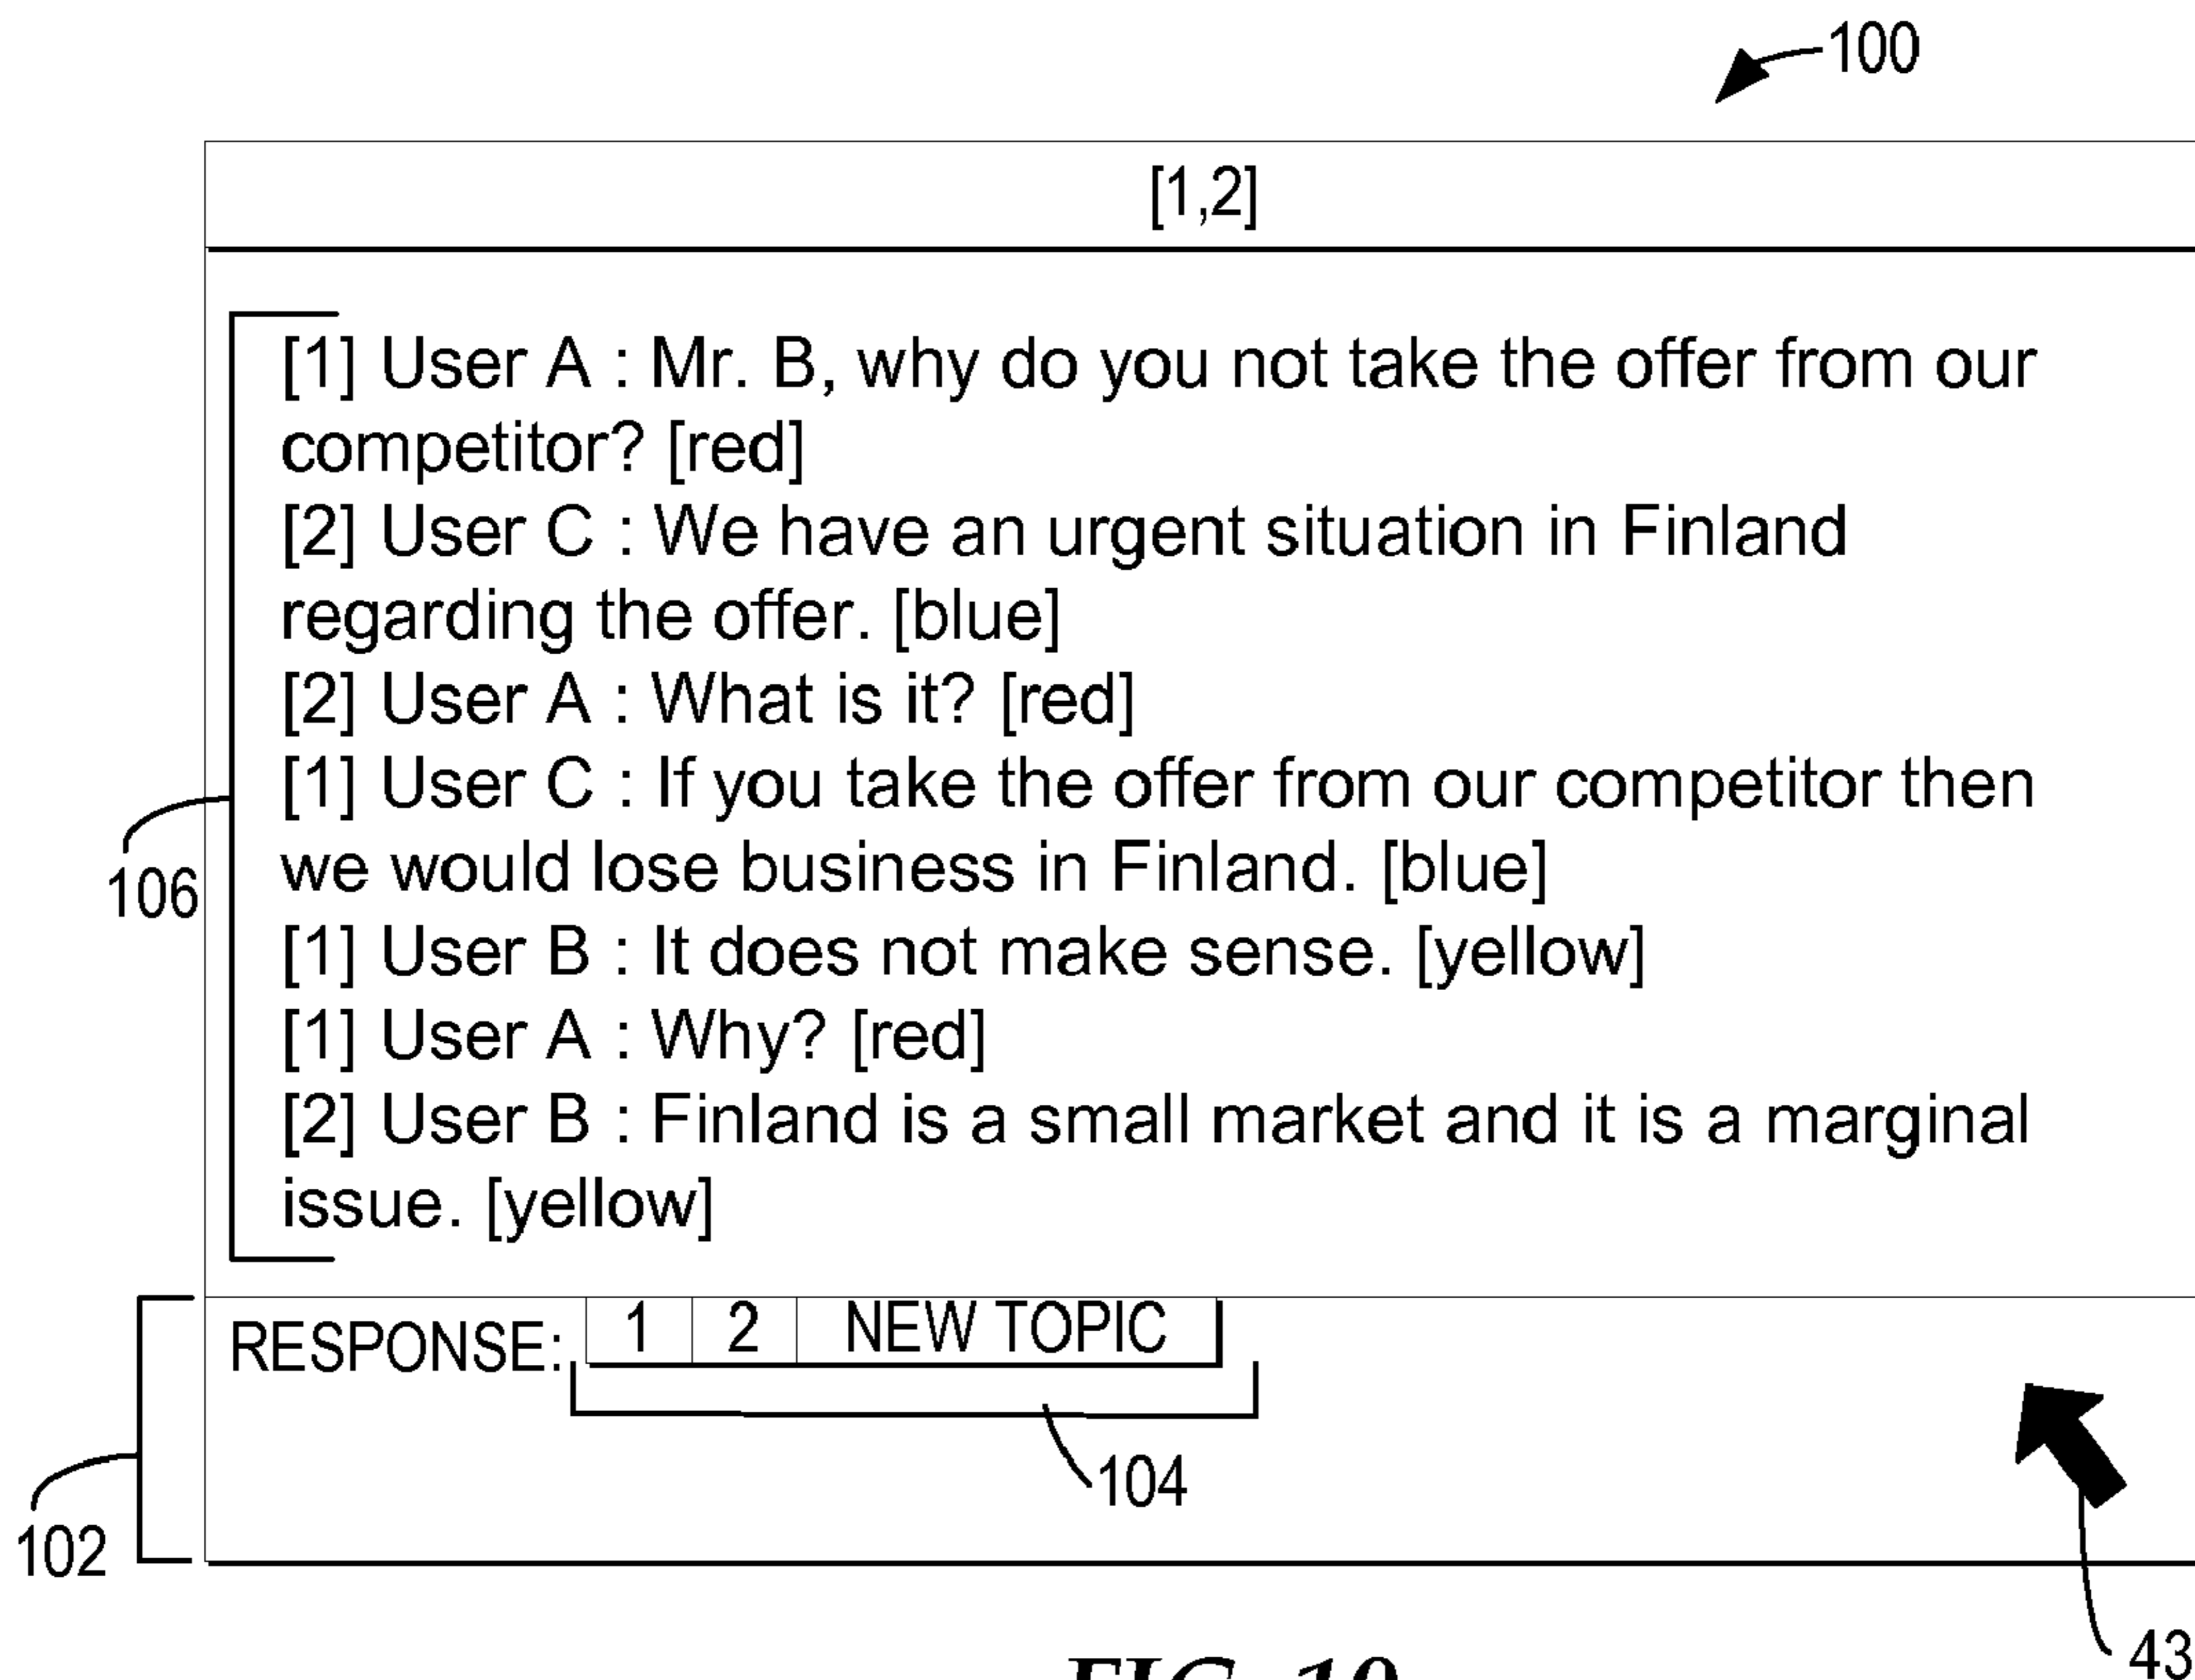 100
[1,2]
[1] User A : Mr. B, why do you not take the offer from our
competitor? [red]
[2] User C : We have an urgent situation in Finland
regarding the offer. [blue]
[2] User A : What is it? [red]
[1] User C : If you take the offer from our competitor then
we would lose business in Finland. [blue]
106
[1] User B : It does not make sense. [yellow]
[1] User A : Why? [red]
[2] User B : Finland is a small market and it is a marginal
issue. [yellow]
RESPONSE: 1 2 NEW TOPIC
104
102
43
FIG. 10